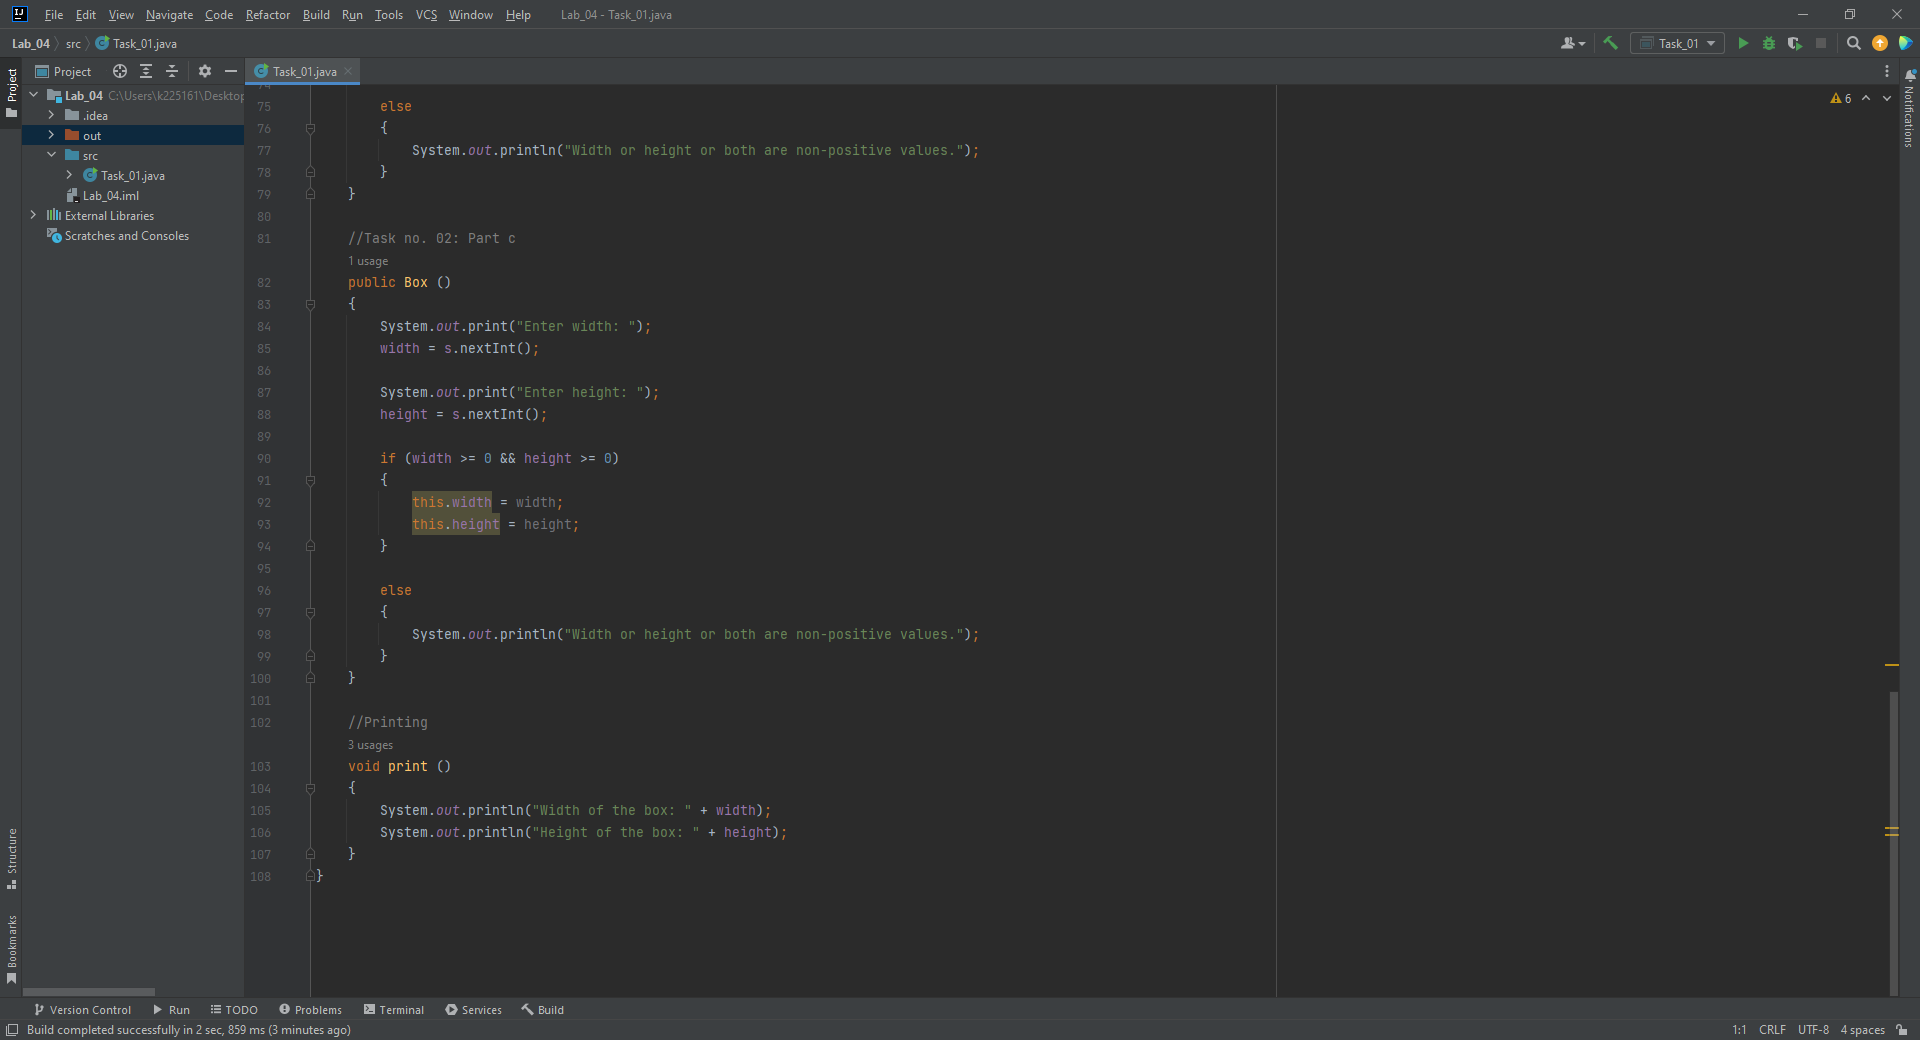 File Edit View Navigate Code Refactor Build Run Tools VCS Window Help Lab_04 - Task_01.java
Lab_04 src Task_01.java Task_01
Project Task_01.java
Project
Lab_04 C:\Users\k225161\Desktop
.idea
out
src
Task_01.java
Lab_04.iml
External Libraries
Scratches and Consoles
6
Notifications
75 else
76 {
77 System.out.println("Width or height or both are non-positive values.");
78 }
79 }
80
81 //Task no. 02: Part c
1 usage
82 public Box ()
83 {
84 System.out.print("Enter width: ");
85 width = s.nextInt();
86
87 System.out.print("Enter height: ");
88 height = s.nextInt();
89
90 if (width >= 0 && height >= 0)
91 {
92 this.width = width;
93 this.height = height;
94 }
95
96 else
97 {
98 System.out.println("Width or height or both are non-positive values.");
99 }
100 }
101
102 //Printing
3 usages
103 void print ()
104 {
105 System.out.println("Width of the box: " + width);
106 System.out.println("Height of the box: " + height);
107 }
108 }
Structure
Bookmarks
Version Control Run TODO Problems Terminal Services Build
Build completed successfully in 2 sec, 859 ms (3 minutes ago) 1:1 CRLF UTF-8 4 spaces